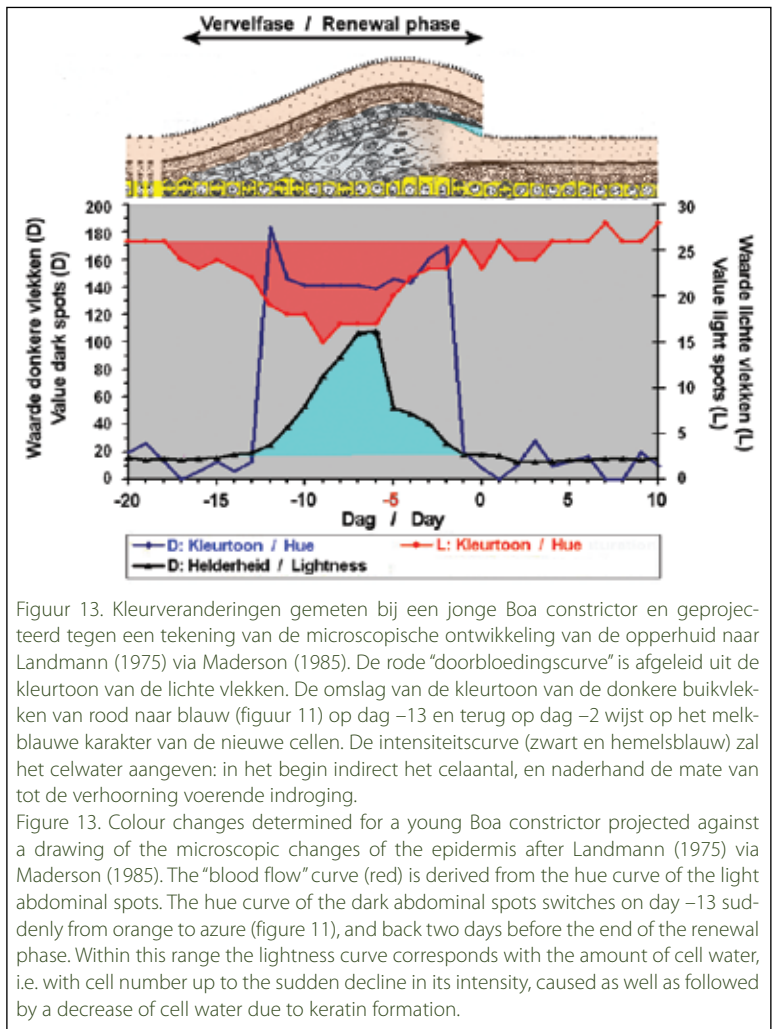 Vervelfase / Renewal phase
Waarde donkere vlekken (D)
Value dark spots (D)
200
180
160
140
120
100
80
60
40
20
0
30
25
20
15
10
5
0
Waarde lichte vlekken (L)
Value light spots (L)
-20 -15 -10 -5 0 5 10
Dag / Day
D: Kleurtoon / Hue
L: Kleurtoon / Hue
D: Helderheid / Lightness
Figuur 13. Kleurveranderingen gemeten bij een jonge Boa constrictor en geprojec-
teerd tegen een tekening van de microscopische ontwikkeling van de opperhuid naar
Landmann (1975) via Maderson (1985). De rode “doorbloedingscurve” is afgeleid uit de
kleurtoon van de lichte vlekken. De omslag van de kleurtoon van de donkere buikvlek-
ken van rood naar blauw (figuur 11) op dag –13 en terug op dag –2 wijst op het melk-
blauwe karakter van de nieuwe cellen. De intensiteitscurve (zwart en hemelsblauw) zal
het celwater aangeven: in het begin indirect het celaantal, en naderhand de mate van
tot de verhoorning voerende indroging.
Figure 13. Colour changes determined for a young Boa constrictor projected against
a drawing of the microscopic changes of the epidermis after Landmann (1975) via
Maderson (1985). The “blood flow” curve (red) is derived from the hue curve of the light
abdominal spots. The hue curve of the dark abdominal spots switches on day –13 sud-
denly from orange to azure (figure 11), and back two days before the end of the renewal
phase. Within this range the lightness curve corresponds with the amount of cell water,
i.e. with cell number up to the sudden decline in its intensity, caused as well as followed
by a decrease of cell water due to keratin formation.